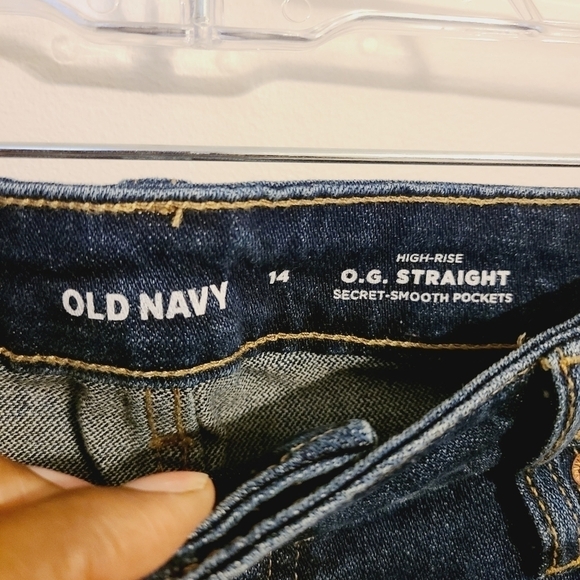 OLD NAVY
14
HIGH-RISE
O.G. STRAIGHT
SECRET-SMOOTH POCKETS